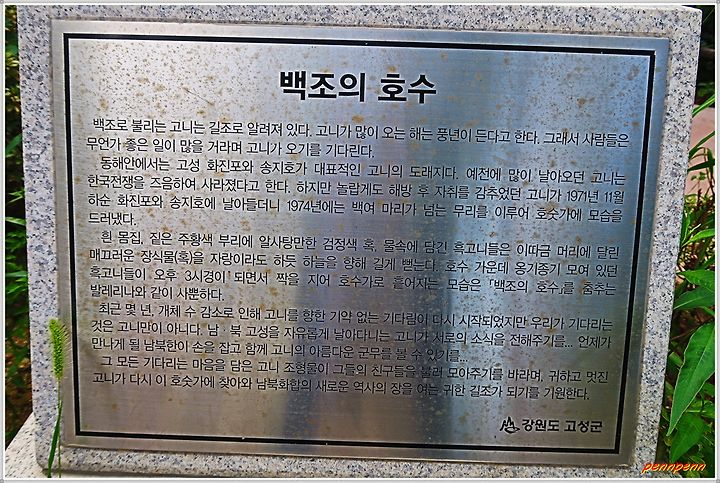 백조의 호수
백조로 불리는 고니는 길조로 알려져 있다. 고니가 많이 오는 해는 풍년이 든다고 한다. 그래서 사람들은
무언가 좋은 일이 많을 거라며 고니가 오기를 기다린다.
동해안에서는 고성 화진포와 송지호가 대표적인 고니의 도래지다. 예전에 많이 날아오던 고니는
한국전쟁을 즈음하여 사라졌다고 한다. 하지만 놀랍게도 해방 후 자취를 감추었던 고니가 1971년 11월
하순 화진포와 송지호에 날아들더니 1974년에는 백여 마리가 넘는 무리를 이루어 호숫가에 모습을
드러냈다.
흰 몸집, 짙은 주황색 부리에 알사탕만한 검정색 혹, 물속에 담긴 혹고니들은 이따금 머리에 달린
매끄러운 장식물(혹)을 자랑이라도 하듯 하늘을 향해 길게 뻗는다. 호수 가운데 옹기종기 모여 있던
혹고니들이 오후 3시경이 되면서 짝을 지어 호수가로 흩어지는 모습은 『백조의 호수』를 춤추는
발레리나와 같이 사뿐하다.
최근 몇 년, 개체 수 감소로 인해 고니를 향한 기약 없는 기다림이 다시 시작되었지만 우리가 기다리는
것은 고니만이 아니다. 남·북 고성을 자유롭게 날아다니는 고니가 서로의 소식을 전해주기를... 언젠가
만나게 될 남북한이 손을 잡고 함께 고니의 아름다운 군무를 볼 수 있기를...
그 모든 기다리는 마음을 담은 고니 조형물이 그들의 친구들을 불러 모아주기를 바라며, 귀하고 멋진
고니가 다시 이 호숫가에 찾아와 남북화합의 새로운 역사의 장을 여는 귀한 길조가 되기를 기원한다.
강원도 고성군
pennpenn